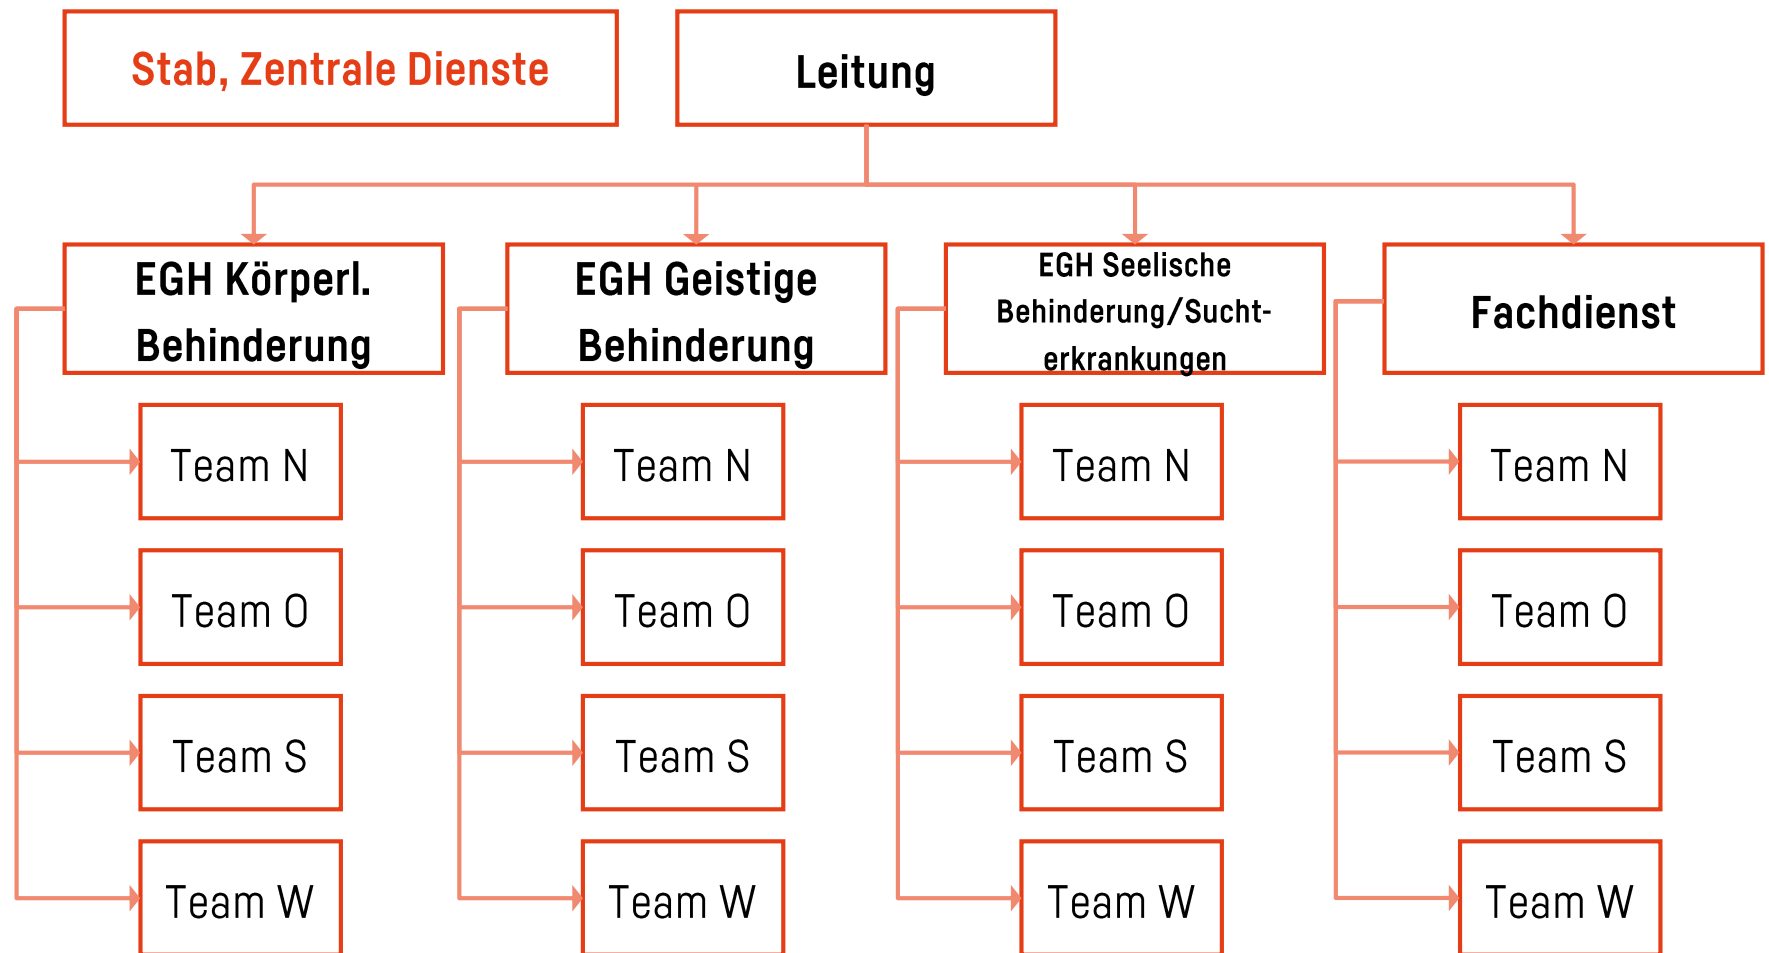 Stab, Zentrale Dienste
Leitung
EGH Körperl.
Behinderung
EGH Geistige
Behinderung
EGH Seelische
Behinderung/Sucht-
erkrankungen
Fachdienst
Team N
Team N
Team N
Team N
Team O
Team O
Team O
Team O
Team S
Team S
Team S
Team S
Team W
Team W
Team W
Team W